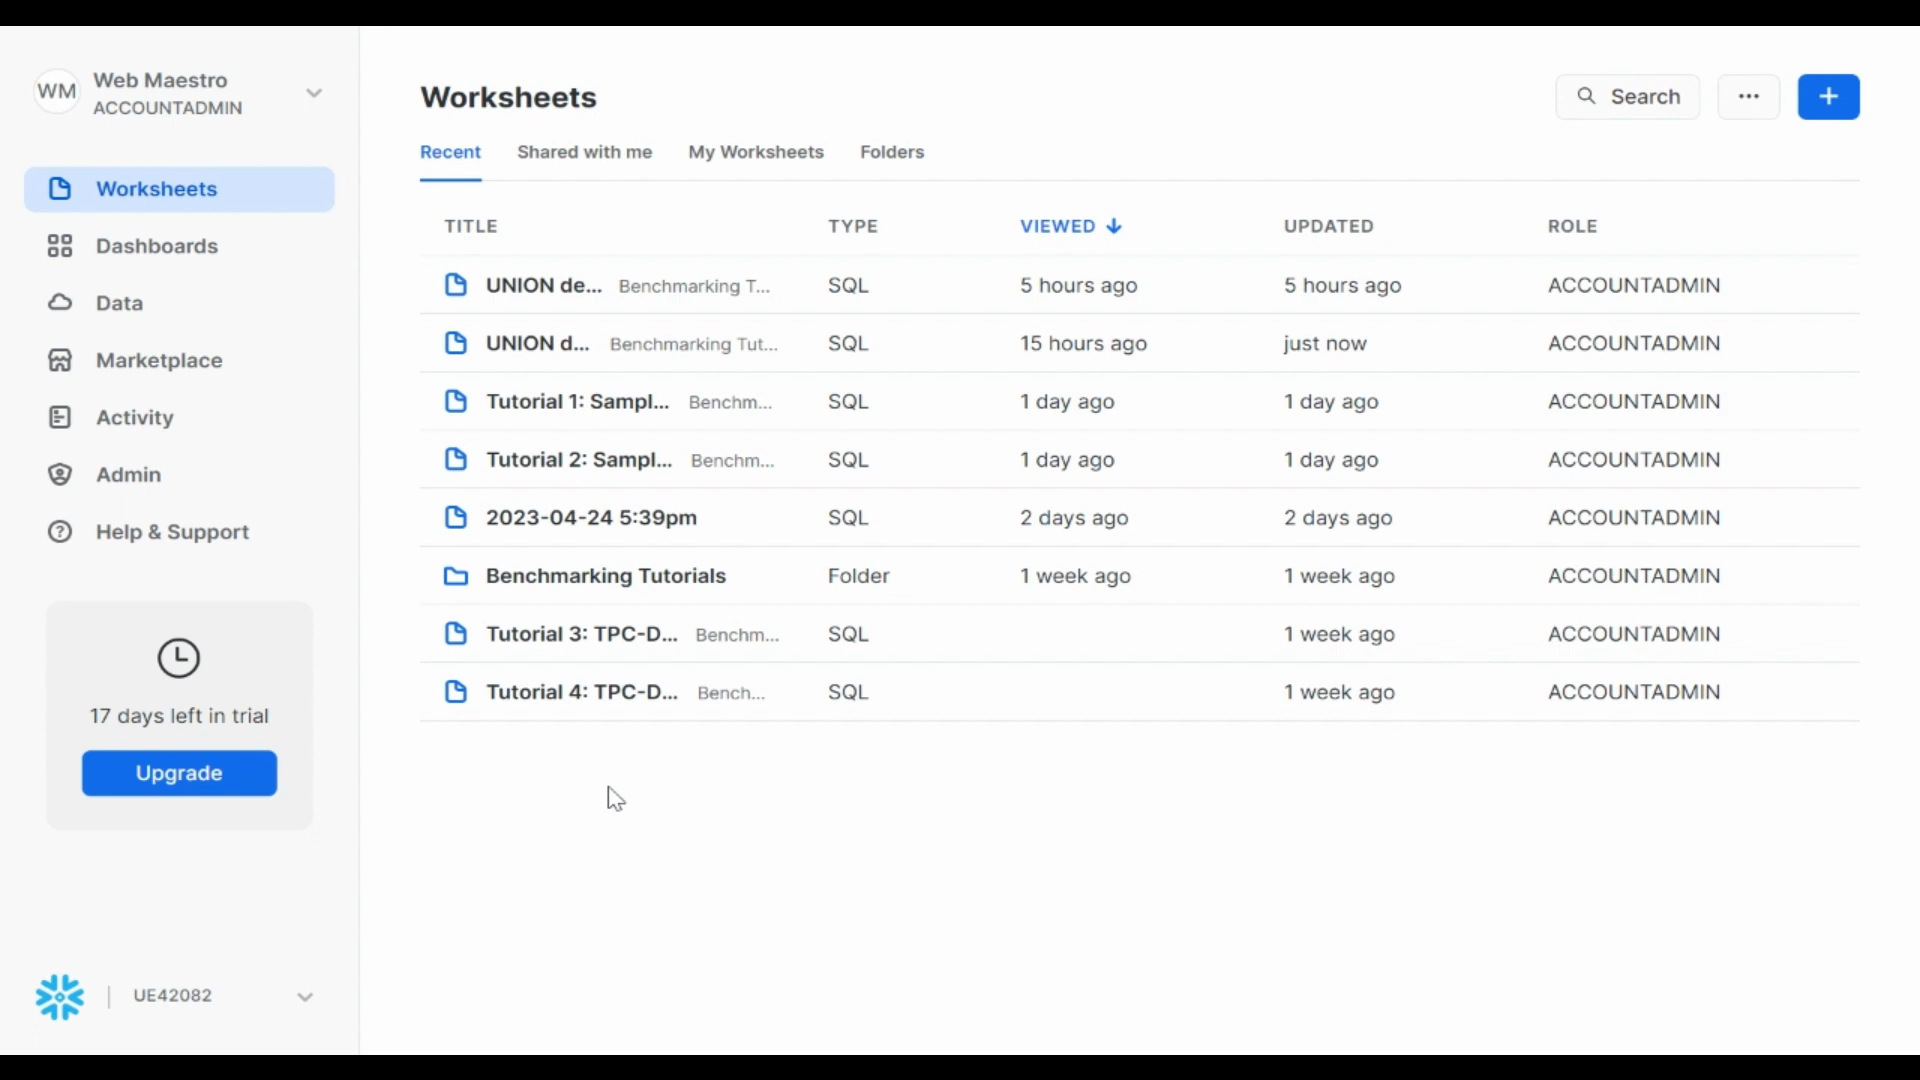 WM
Web Maestro
ACCOUNTADMIN
Worksheets
Dashboards
Data
Marketplace
Activity
Admin
Help & Support
17 days left in trial
Upgrade
UE42082
Worksheets
Search
Recent Shared with me My Worksheets Folders
TITLE TYPE VIEWED UPDATED ROLE
UNION de... Benchmarking T... SQL 5 hours ago 5 hours ago ACCOUNTADMIN
UNION d... Benchmarking Tut... SQL 15 hours ago just now ACCOUNTADMIN
Tutorial 1: Sampl... Benchm... SQL 1 day ago 1 day ago ACCOUNTADMIN
Tutorial 2: Sampl... Benchm... SQL 1 day ago 1 day ago ACCOUNTADMIN
2023-04-24 5:39pm SQL 2 days ago 2 days ago ACCOUNTADMIN
Benchmarking Tutorials Folder 1 week ago 1 week ago ACCOUNTADMIN
Tutorial 3: TPC-D... Benchm... SQL 1 week ago ACCOUNTADMIN
Tutorial 4: TPC-D... Bench... SQL 1 week ago ACCOUNTADMIN